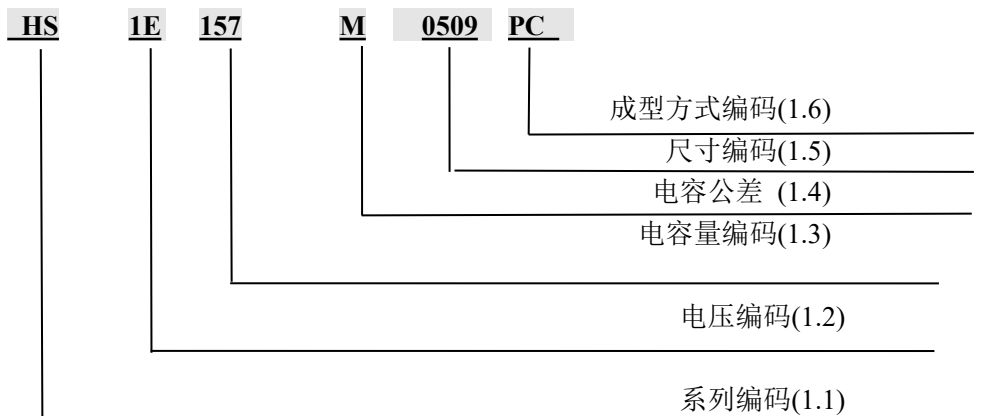 HS 1E 157 M 0509 PC
成型方式编码(1.6)
尺寸编码(1.5)
电容公差 (1.4)
电容量编码(1.3)
电压编码(1.2)
系列编码(1.1)